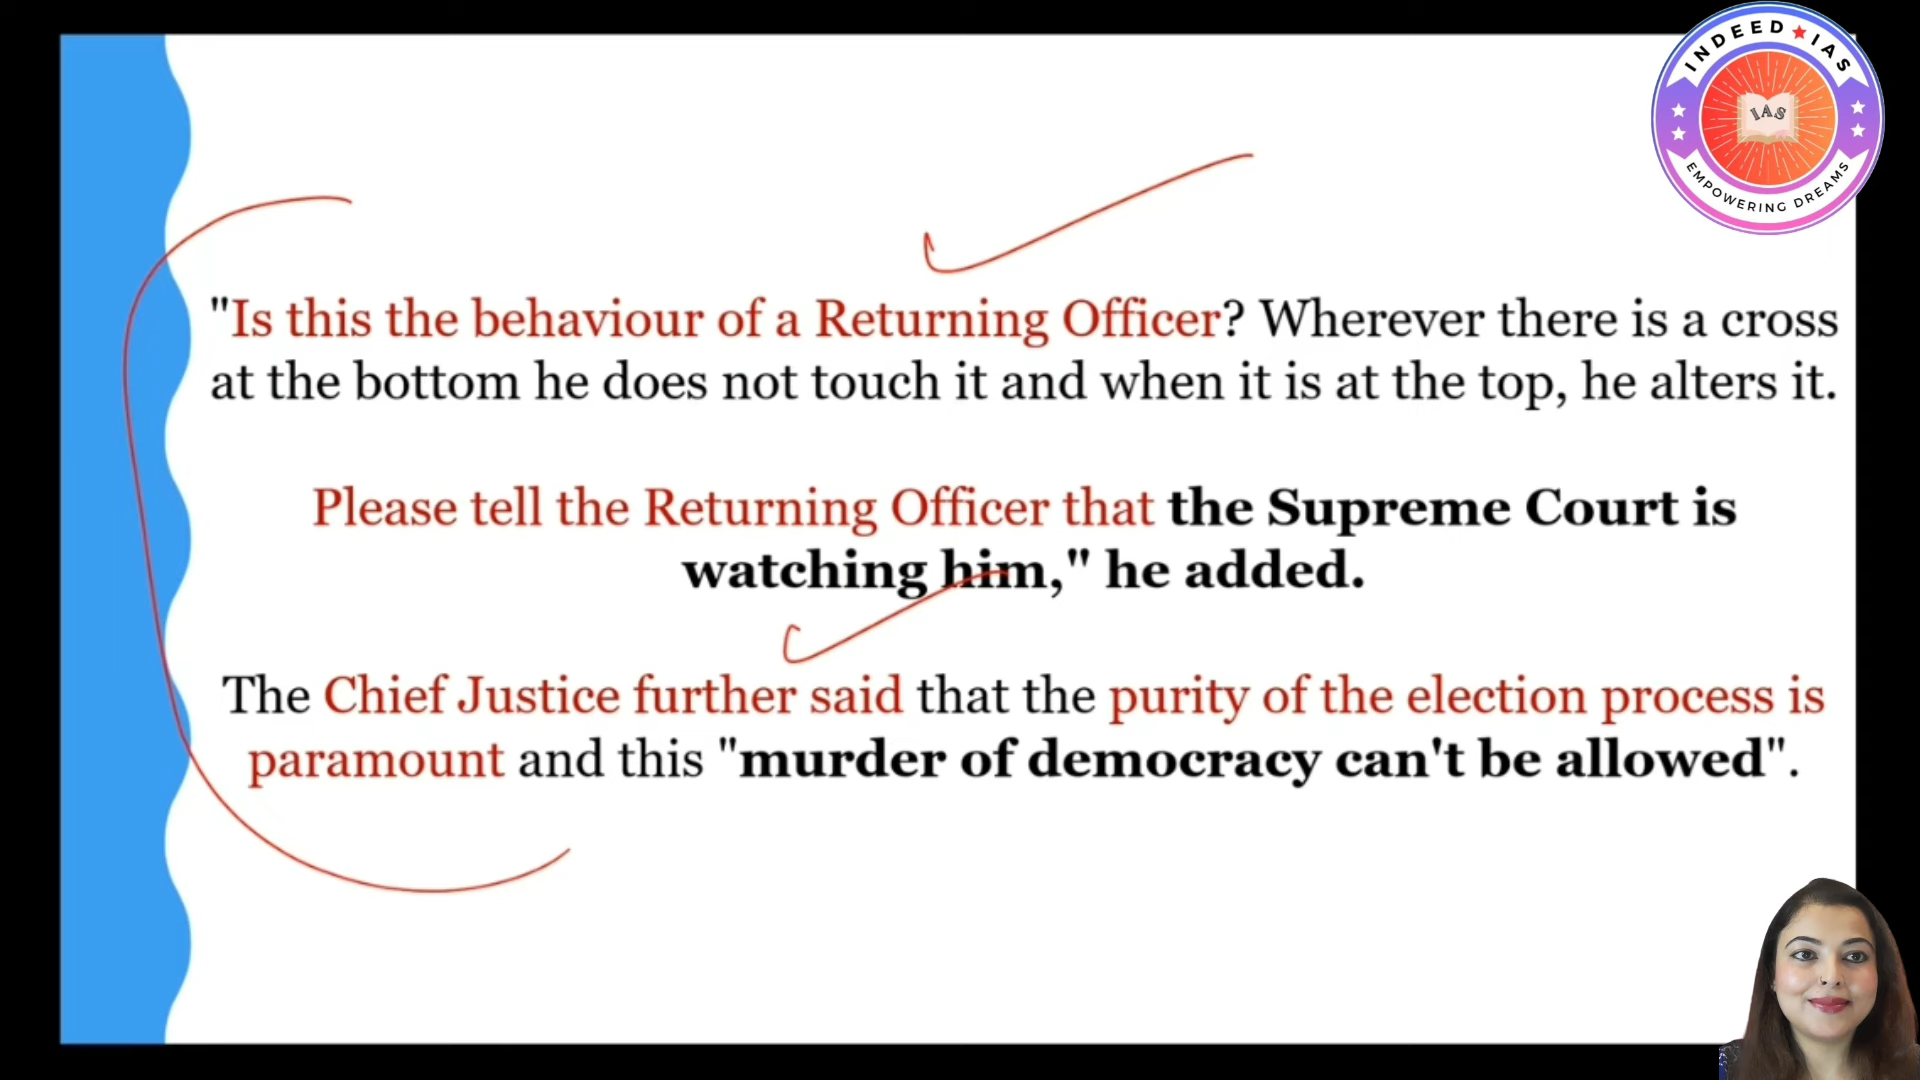 INDEED★IAS
IAS
EMPOWERING DREAMS
"Is this the behaviour of a Returning Officer? Wherever there is a cross
at the bottom he does not touch it and when it is at the top, he alters it.
Please tell the Returning Officer that the Supreme Court is
watching him," he added.
The Chief Justice further said that the purity of the election process is
paramount and this "murder of democracy can't be allowed".